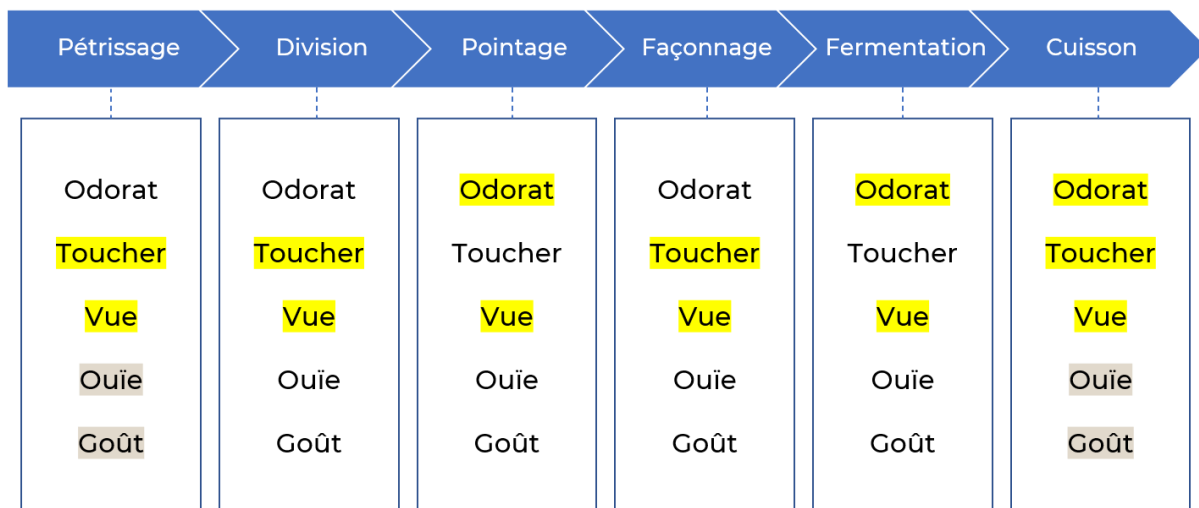 Pétrissage
Division
Pointage
Façonnage
Fermentation
Cuisson
Odorat
Toucher
Vue
Ouïe
Goût
Odorat
Toucher
Vue
Ouïe
Goût
Odorat
Toucher
Vue
Ouïe
Goût
Odorat
Toucher
Vue
Ouïe
Goût
Odorat
Toucher
Vue
Ouïe
Goût
Odorat
Toucher
Vue
Ouïe
Goût